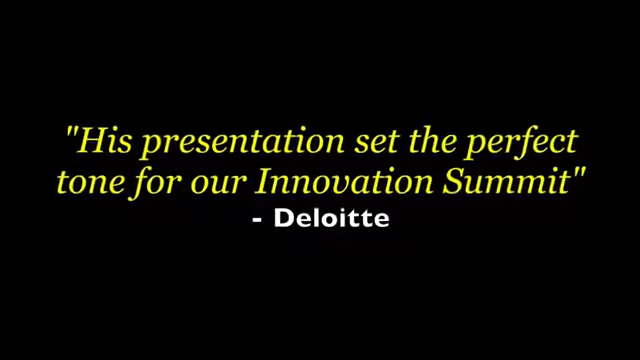 "His presentation set the perfect
tone for our Innovation Summit"
- Deloitte